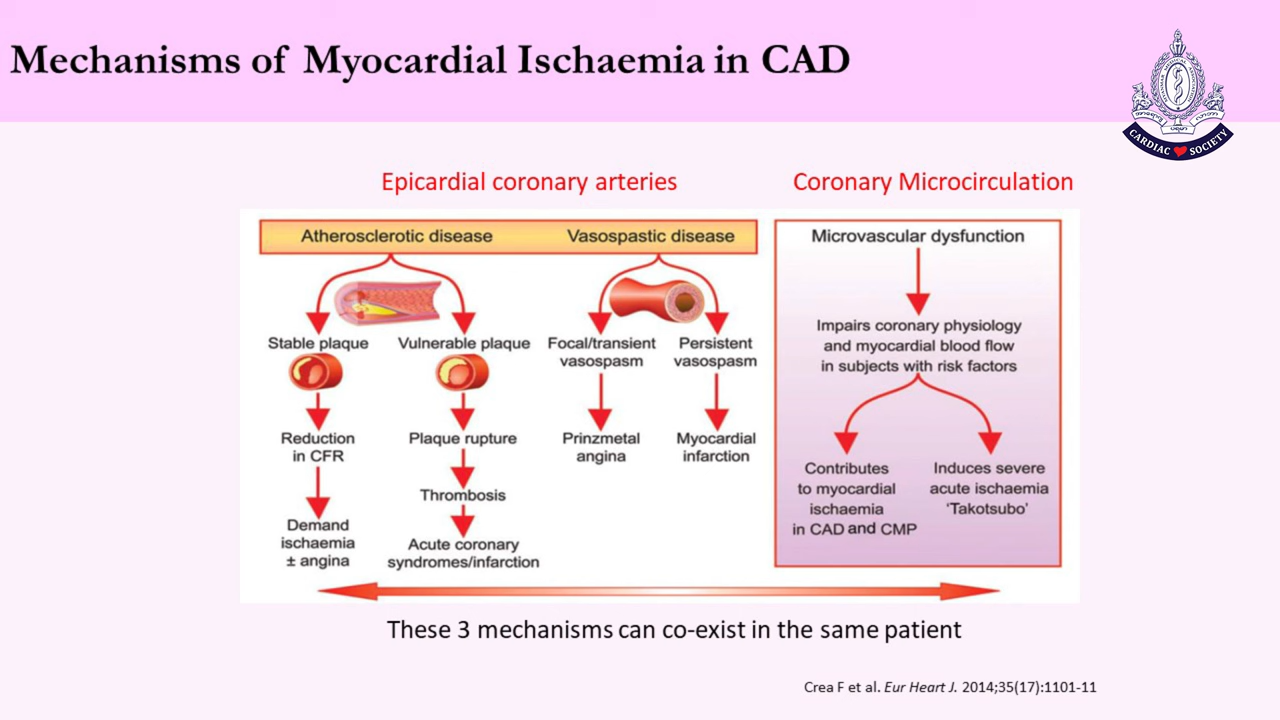 Mechanisms of Myocardial Ischaemia in CAD
CARDIAC SOCIETY
Epicardial coronary arteries
Coronary Microcirculation
Atherosclerotic disease
Vasospastic disease
Microvascular dysfunction
Stable plaque
Vulnerable plaque
Focal/transient
vasospasm
Persistent
vasospasm
Impairs coronary physiology
and myocardial blood flow
in subjects with risk factors
Reduction
in CFR
Plaque rupture
Prinzmetal
angina
Myocardial
infarction
Contributes
to myocardial
ischaemia
in CAD and CMP
Induces severe
acute ischaemia
‘Takotsubo’
Thrombosis
Demand
ischaemia
± angina
Acute coronary
syndromes/infarction
These 3 mechanisms can co-exist in the same patient
Crea F et al. Eur Heart J. 2014;35(17):1101-11